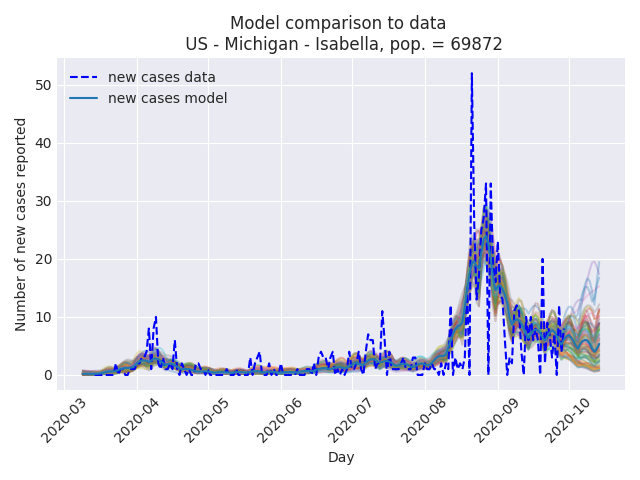 Model comparison to data
US - Michigan - Isabella, pop. = 69872
new cases data
new cases model
Number of new cases reported
50
40
30
20
10
0
2020-03
2020-04
2020-05
2020-06
2020-07
2020-08
2020-09
2020-10
Day